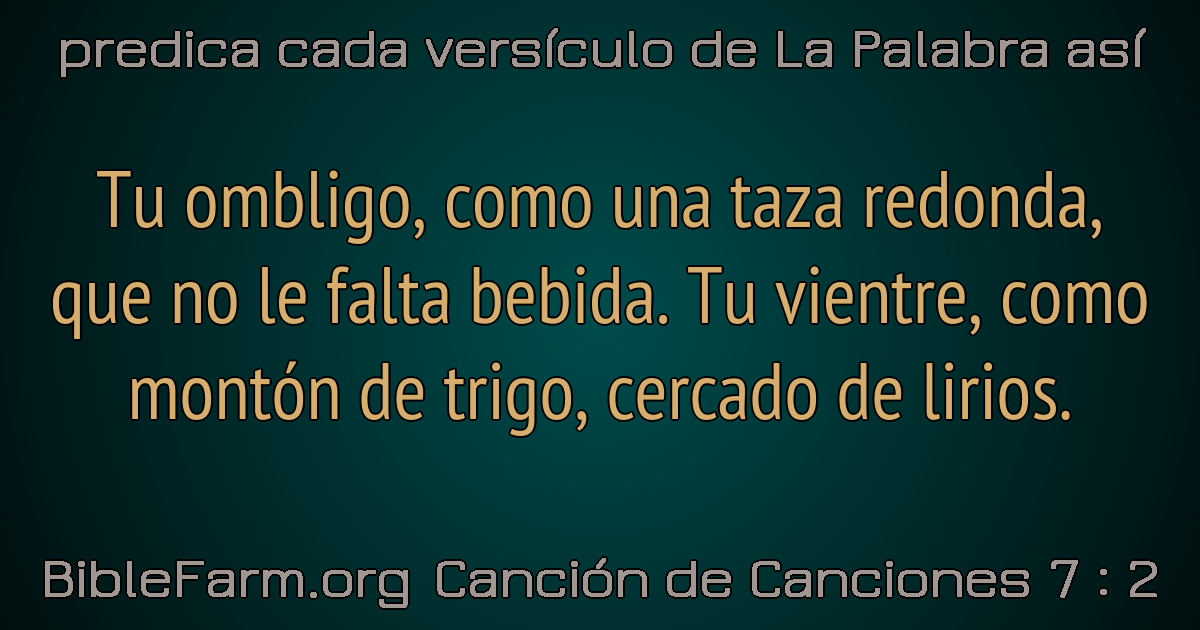 predica cada versículo de La Palabra así
Tu ombligo, como una taza redonda,
que no le falta bebida. Tu vientre, como
montón de trigo, cercado de lirios.
BibleFarm.org Canción de Canciones 7 : 2